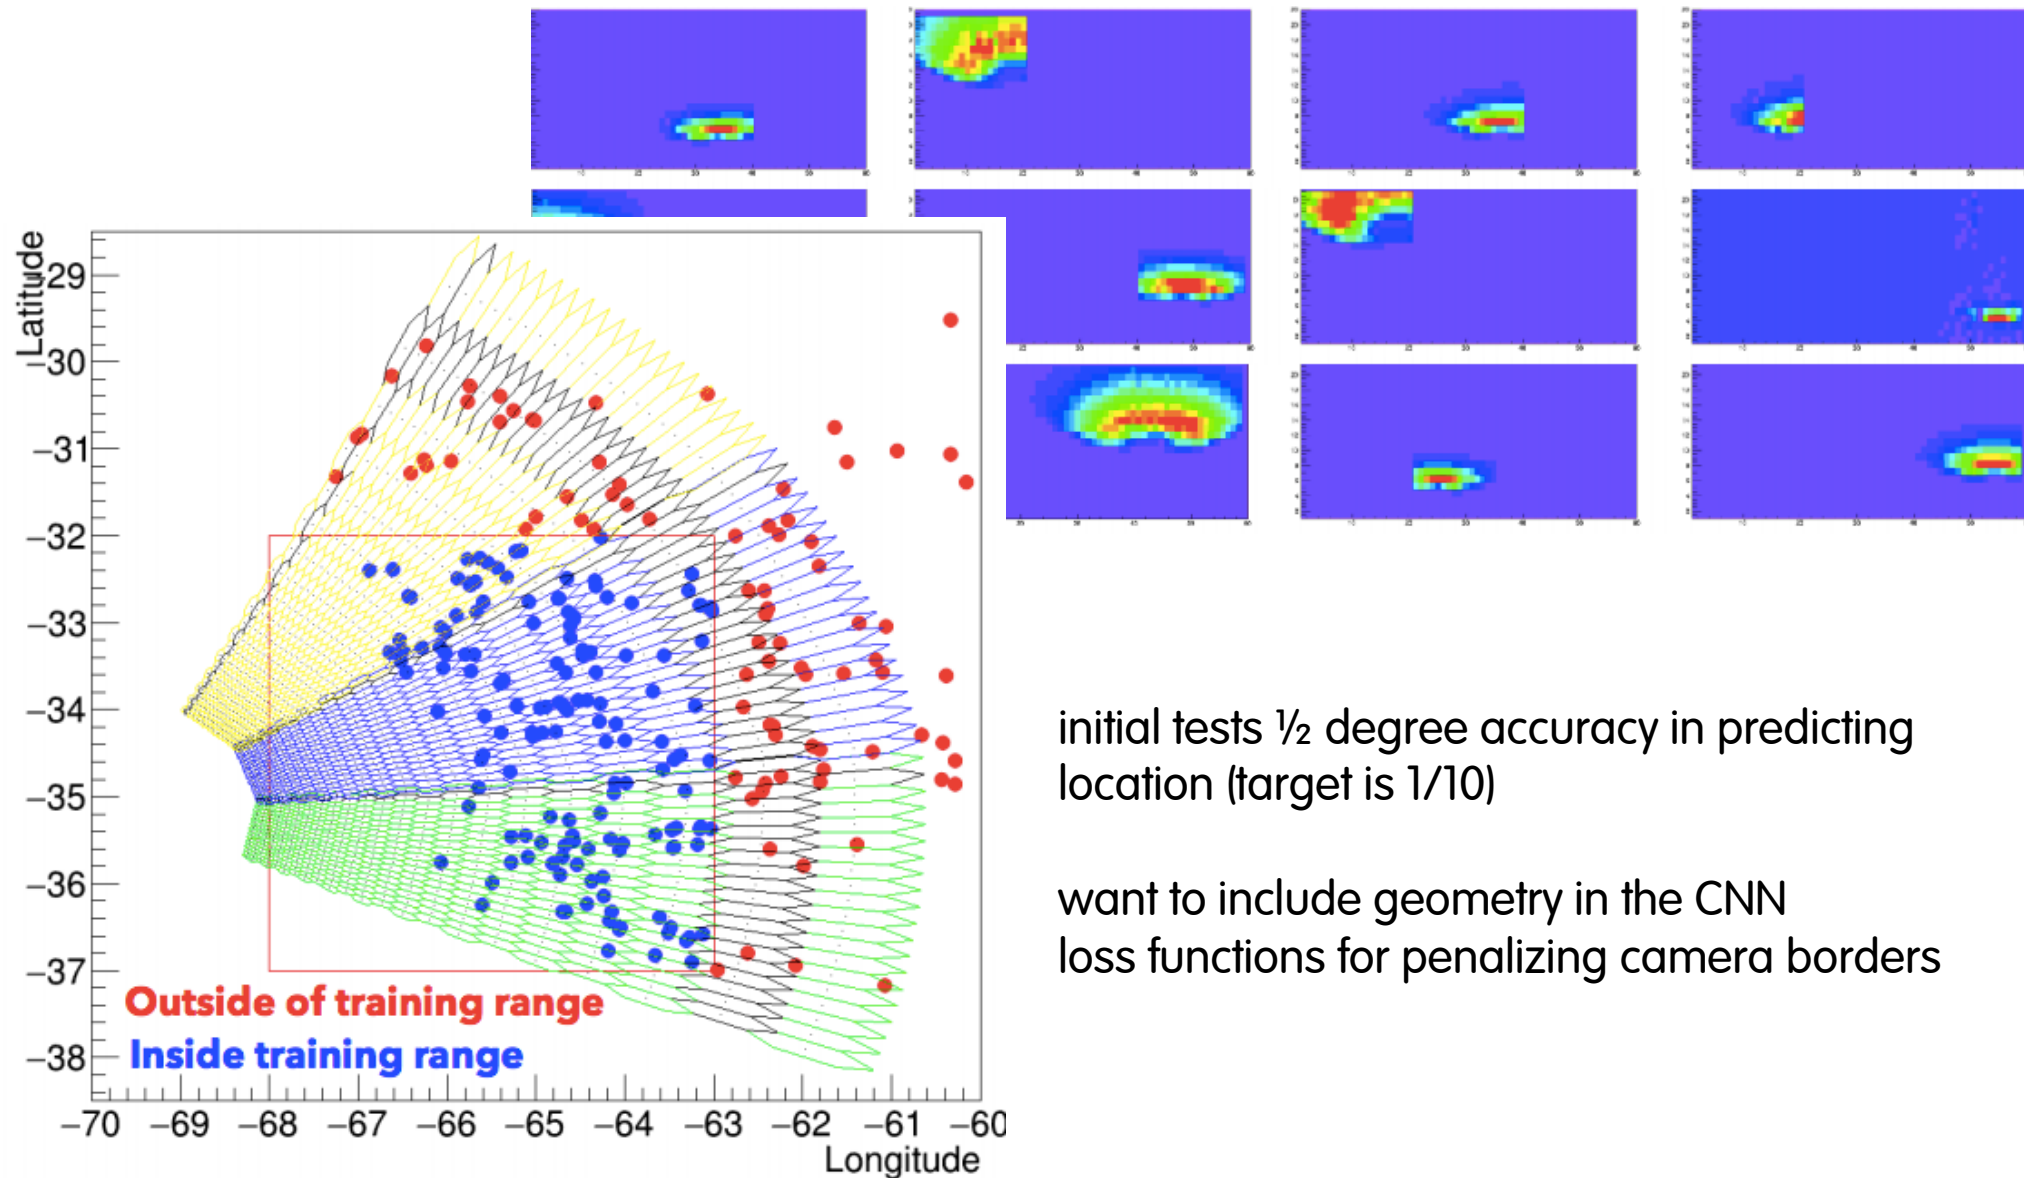 Latitude
−29
−30
−31
−32
−33
−34
−35
−36
−37
−38
Outside of training range
Inside training range
−70 −69 −68 −67 −66 −65 −64 −63 −62 −61 −60
Longitude
initial tests ½ degree accuracy in predicting
location (target is 1/10)
want to include geometry in the CNN
loss functions for penalizing camera borders